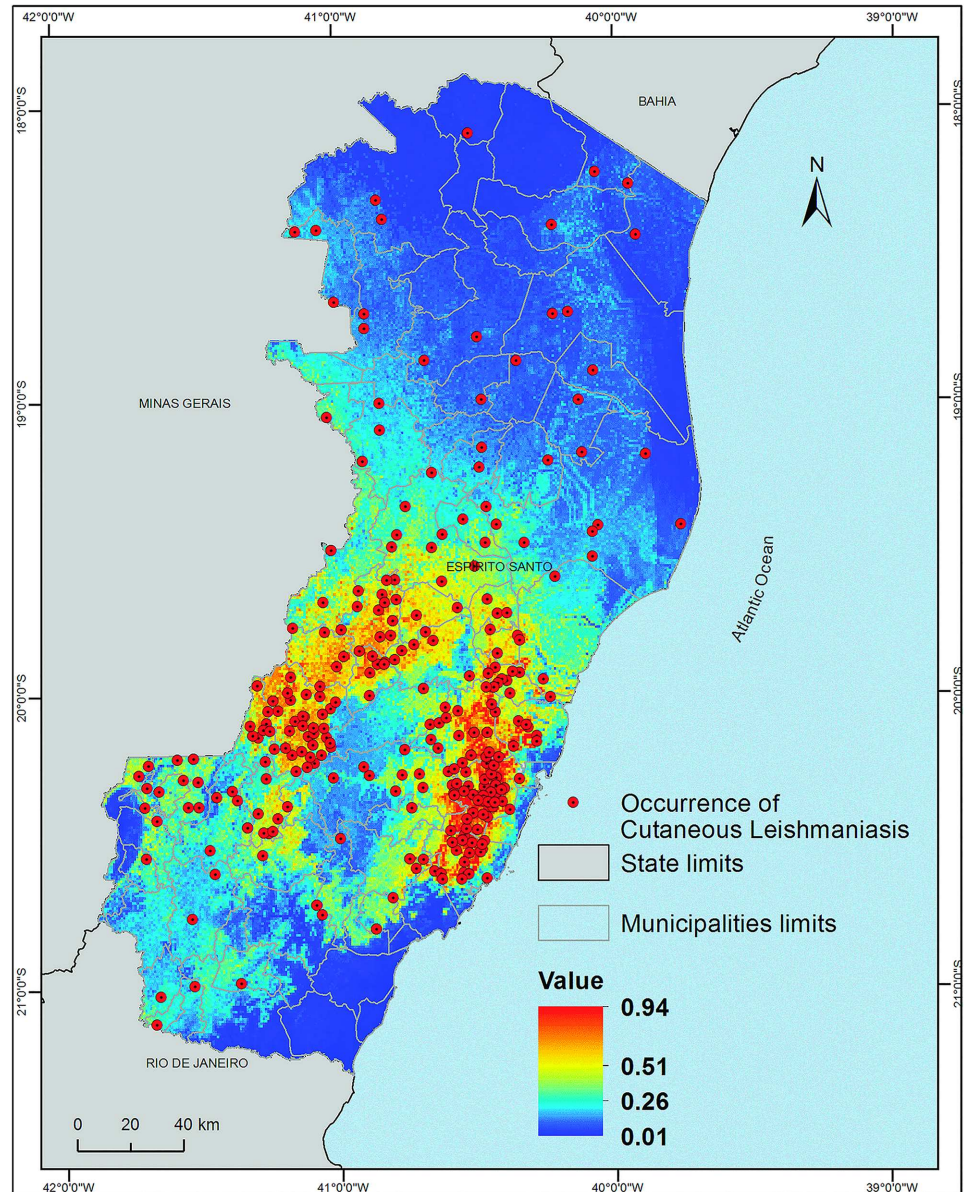 42°0'0"W 41°0'0"W 40°0'0"W 39°0'0"W
BAHIA
18°0'0"S 18°0'0"S
N
MINAS GERAIS
19°0'0"S 19°0'0"S
ESPIRITO SANTO
Atlantic Ocean
20°0'0"S 20°0'0"S
Occurrence of
Cutaneous Leishmaniasis
State limits
Municipalities limits
Value
0.94
0.51
0.26
0.01
21°0'0"S 21°0'0"S
RIO DE JANEIRO
0 20 40 km
42°0'0"W 41°0'0"W 40°0'0"W 39°0'0"W